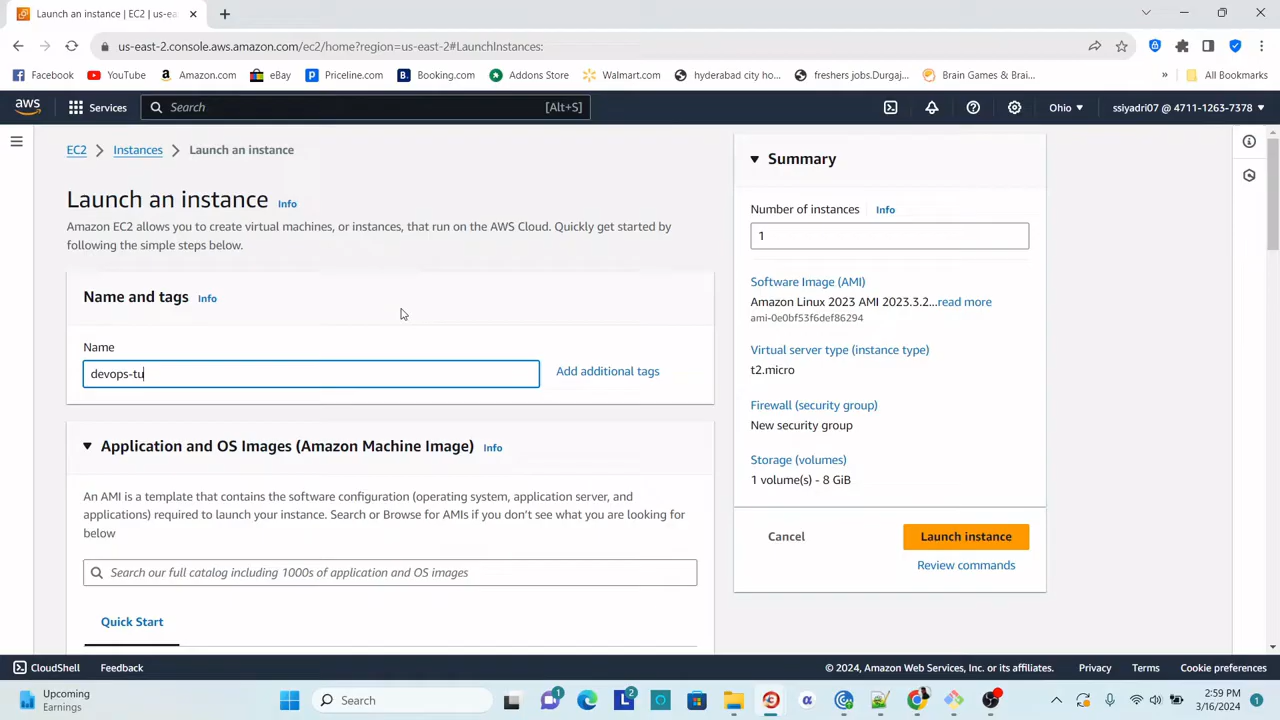 Launch an instance | EC2 | us-ea
us-east-2.console.aws.amazon.com/ec2/home?region=us-east-2#LaunchInstances:
Facebook YouTube Amazon.com eBay Priceline.com Booking.com Addons Store Walmart.com hyderabad city ho... freshers jobs.Durgaj... Brain Games & Brai... » All Bookmarks
aws Services Search [Alt+S] Ohio ssiyadri07 @ 4711-1263-7378
EC2 Instances Launch an instance
Launch an instance Info
Amazon EC2 allows you to create virtual machines, or instances, that run on the AWS Cloud. Quickly get started by
following the simple steps below.
Name and tags Info
Name
devops-tu Add additional tags
Application and OS Images (Amazon Machine Image) Info
An AMI is a template that contains the software configuration (operating system, application server, and
applications) required to launch your instance. Search or Browse for AMIs if you don't see what you are looking for
below
Search our full catalog including 1000s of application and OS images
Quick Start
Summary
Number of instances Info
1
Software Image (AMI)
Amazon Linux 2023 AMI 2023.3.2...read more
ami-0e0bf53f6def86294
Virtual server type (instance type)
t2.micro
Firewall (security group)
New security group
Storage (volumes)
1 volume(s) - 8 GiB
Cancel Launch instance
Review commands
CloudShell Feedback © 2024, Amazon Web Services, Inc. or its affiliates. Privacy Terms Cookie preferences
Upcoming
Earnings
Search
1
2
2:59 PM
3/16/2024
1